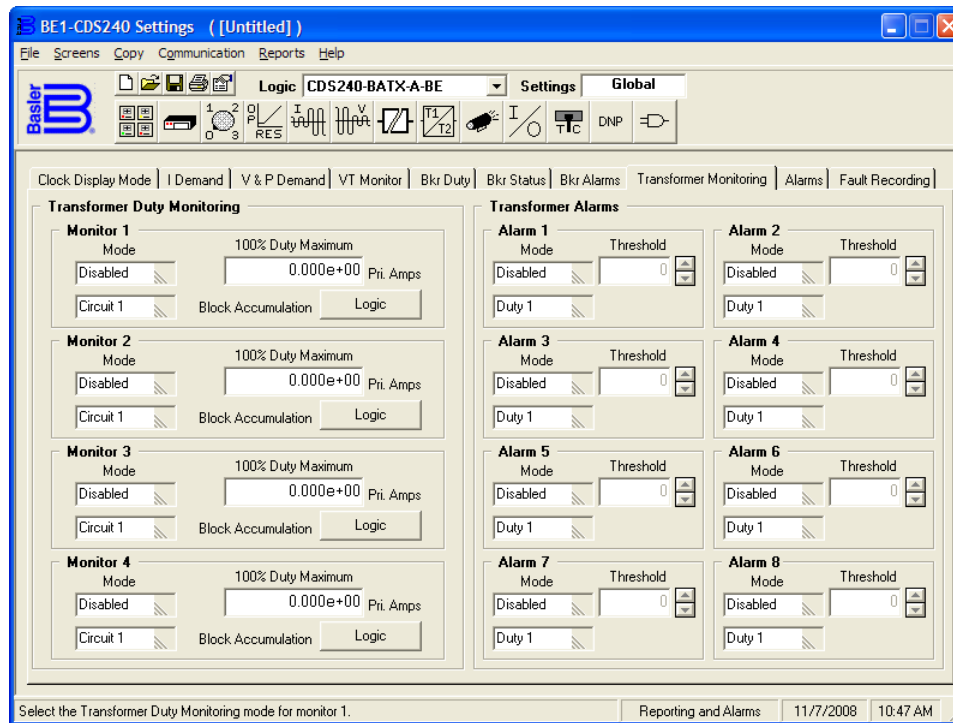 BE1-CDS240 Settings ( [Untitled] )
File Screens Copy Communication Reports Help
Basler
Logic CDS240-BATX-A-BE Settings Global
1 2 0 3
O P RES
I
V
T1 T2
I O
T C
DNP
Clock Display Mode I Demand V & P Demand VT Monitor Bkr Duty Bkr Status Bkr Alarms Transformer Monitoring Alarms Fault Recording
Transformer Duty Monitoring
Monitor 1
Mode 100% Duty Maximum
Disabled 0.000e+00 Pri. Amps
Circuit 1 Block Accumulation Logic
Monitor 2
Mode 100% Duty Maximum
Disabled 0.000e+00 Pri. Amps
Circuit 1 Block Accumulation Logic
Monitor 3
Mode 100% Duty Maximum
Disabled 0.000e+00 Pri. Amps
Circuit 1 Block Accumulation Logic
Monitor 4
Mode 100% Duty Maximum
Disabled 0.000e+00 Pri. Amps
Circuit 1 Block Accumulation Logic
Transformer Alarms
Alarm 1
Mode Threshold
Disabled 0
Duty 1
Alarm 2
Mode Threshold
Disabled 0
Duty 1
Alarm 3
Mode Threshold
Disabled 0
Duty 1
Alarm 4
Mode Threshold
Disabled 0
Duty 1
Alarm 5
Mode Threshold
Disabled 0
Duty 1
Alarm 6
Mode Threshold
Disabled 0
Duty 1
Alarm 7
Mode Threshold
Disabled 0
Duty 1
Alarm 8
Mode Threshold
Disabled 0
Duty 1
Select the Transformer Duty Monitoring mode for monitor 1. Reporting and Alarms 11/7/2008 10:47 AM